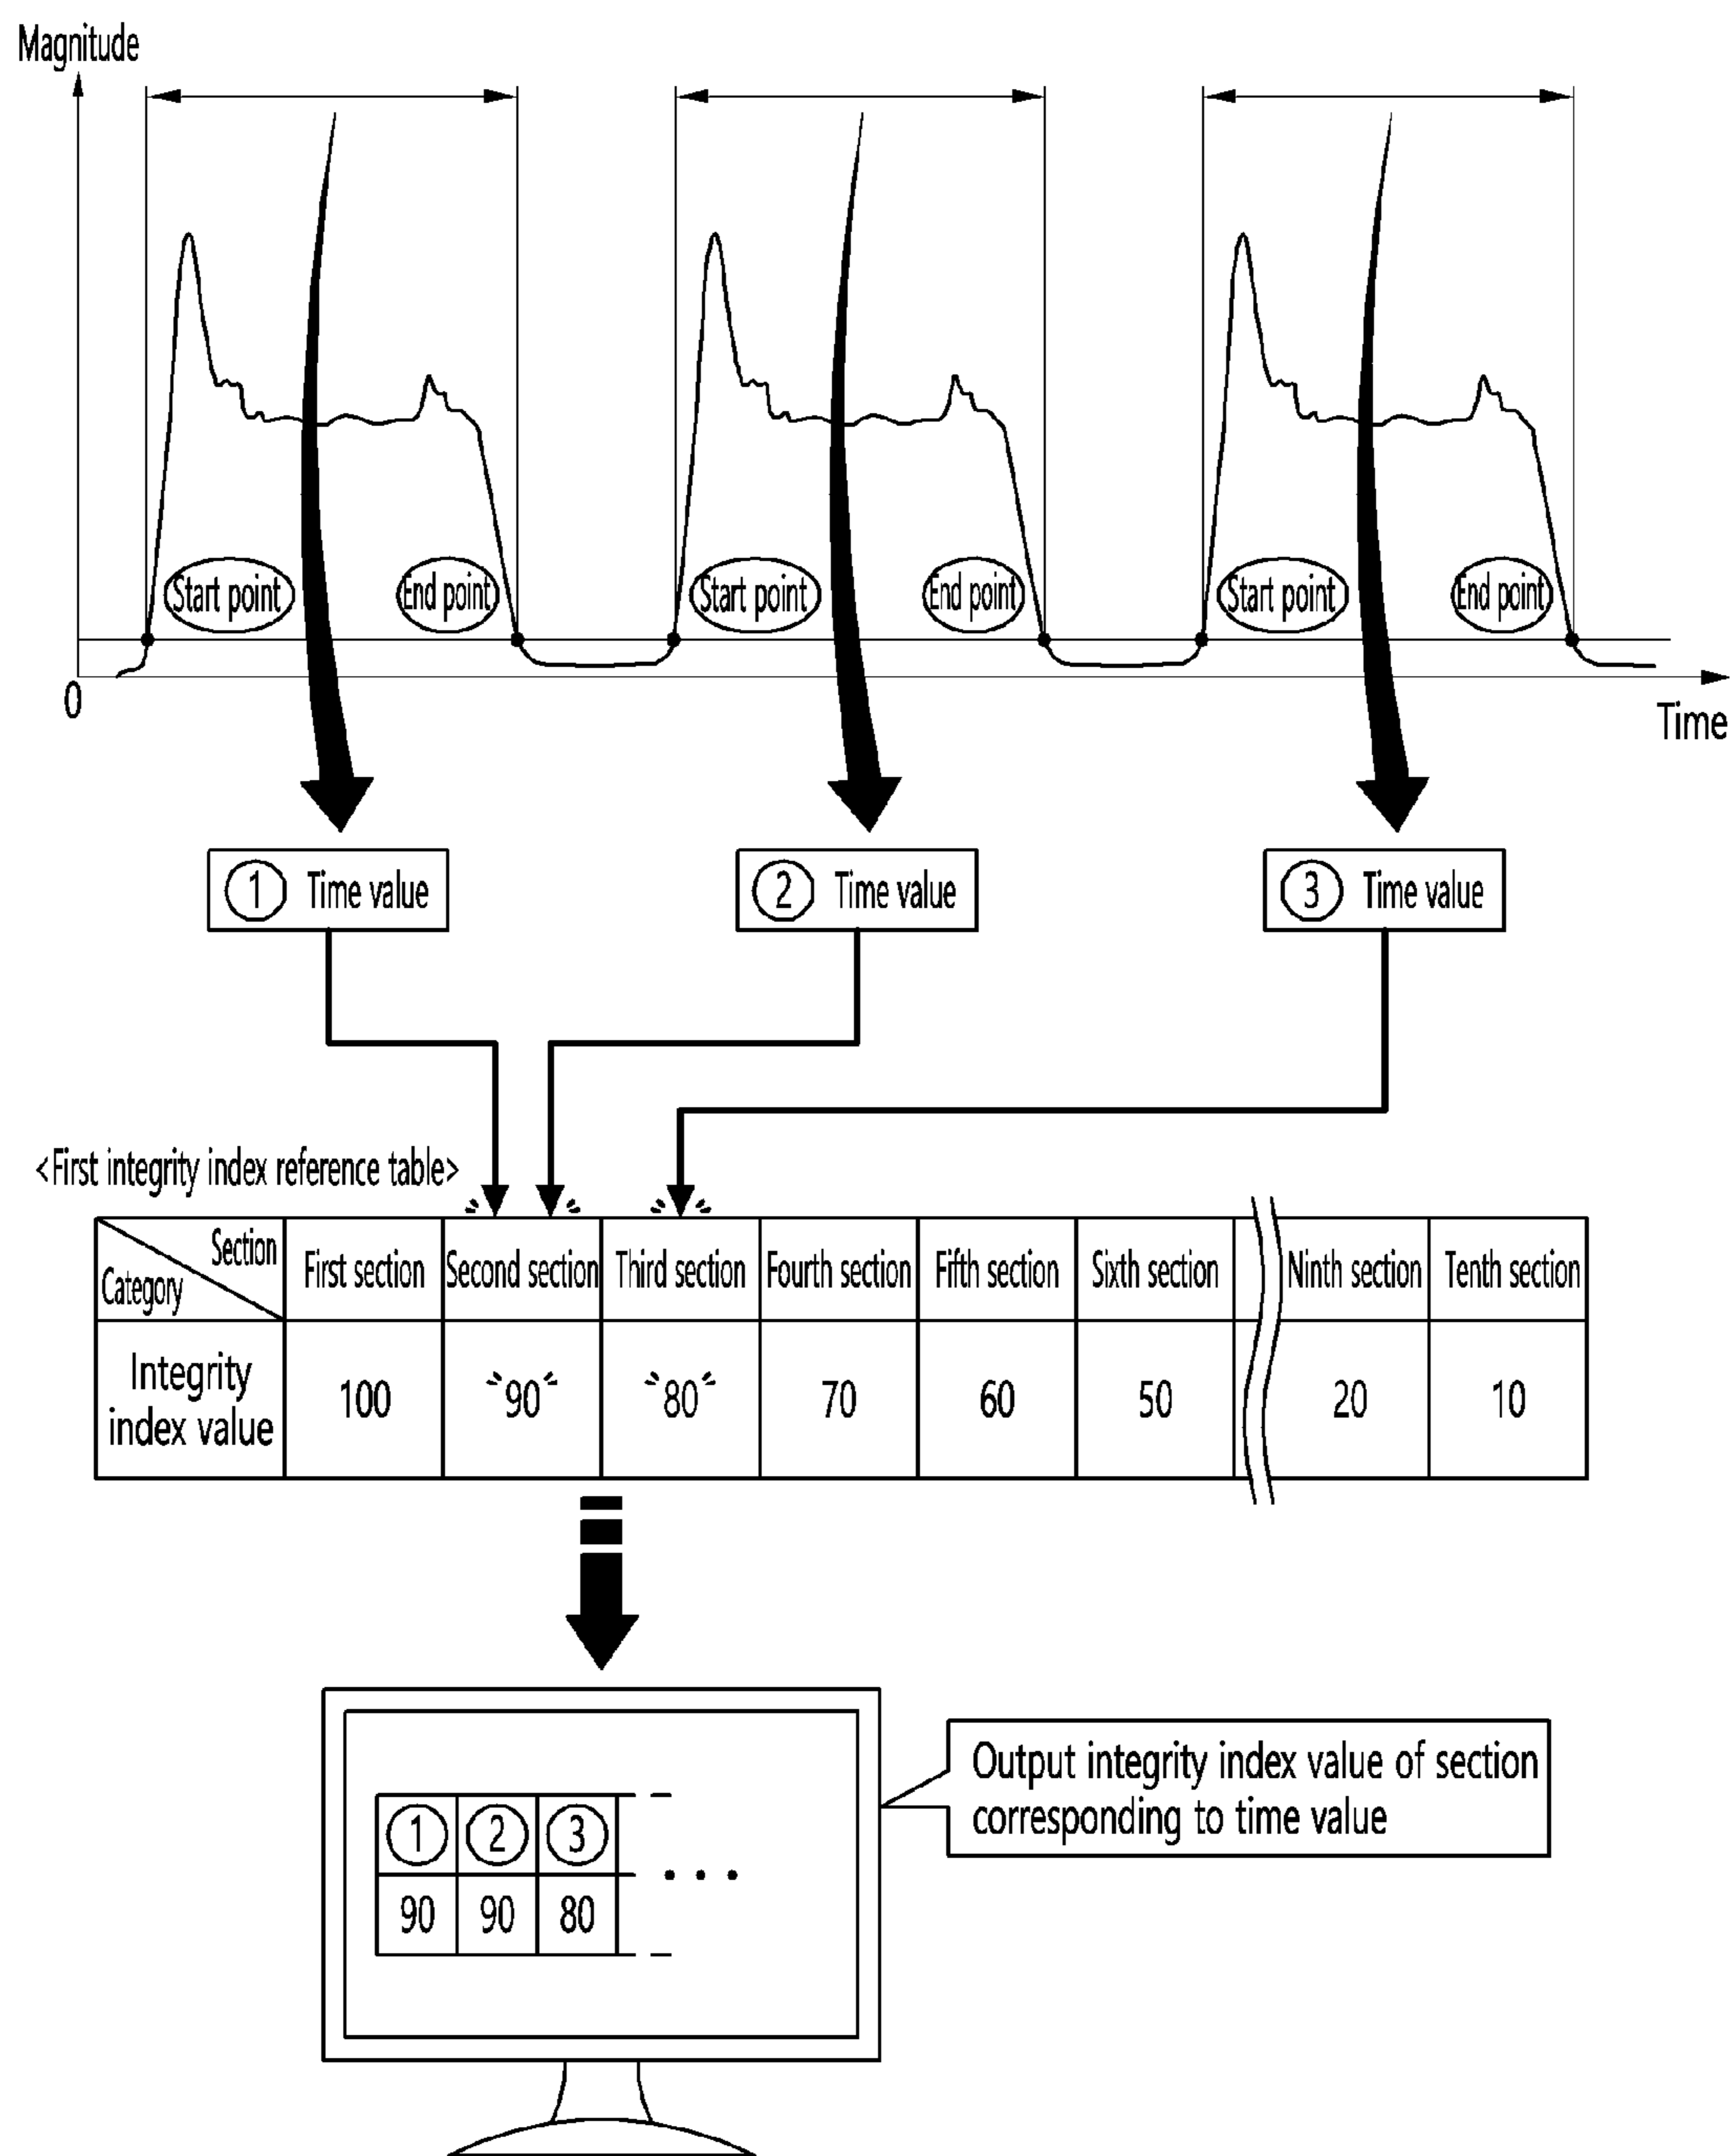 Magnitude
Start point
End point
Start point
End point
Start point
End point
0
Time
1 Time value
2 Time value
3 Time value
<First integrity index reference table>
Section
Category
First section
Second section
Third section
Fourth section
Fifth section
Sixth section
Ninth section
Tenth section
Integrity
index value
100
90
80
70
60
50
20
10
1 2 3
90 90 80
...
Output integrity index value of section
corresponding to time value